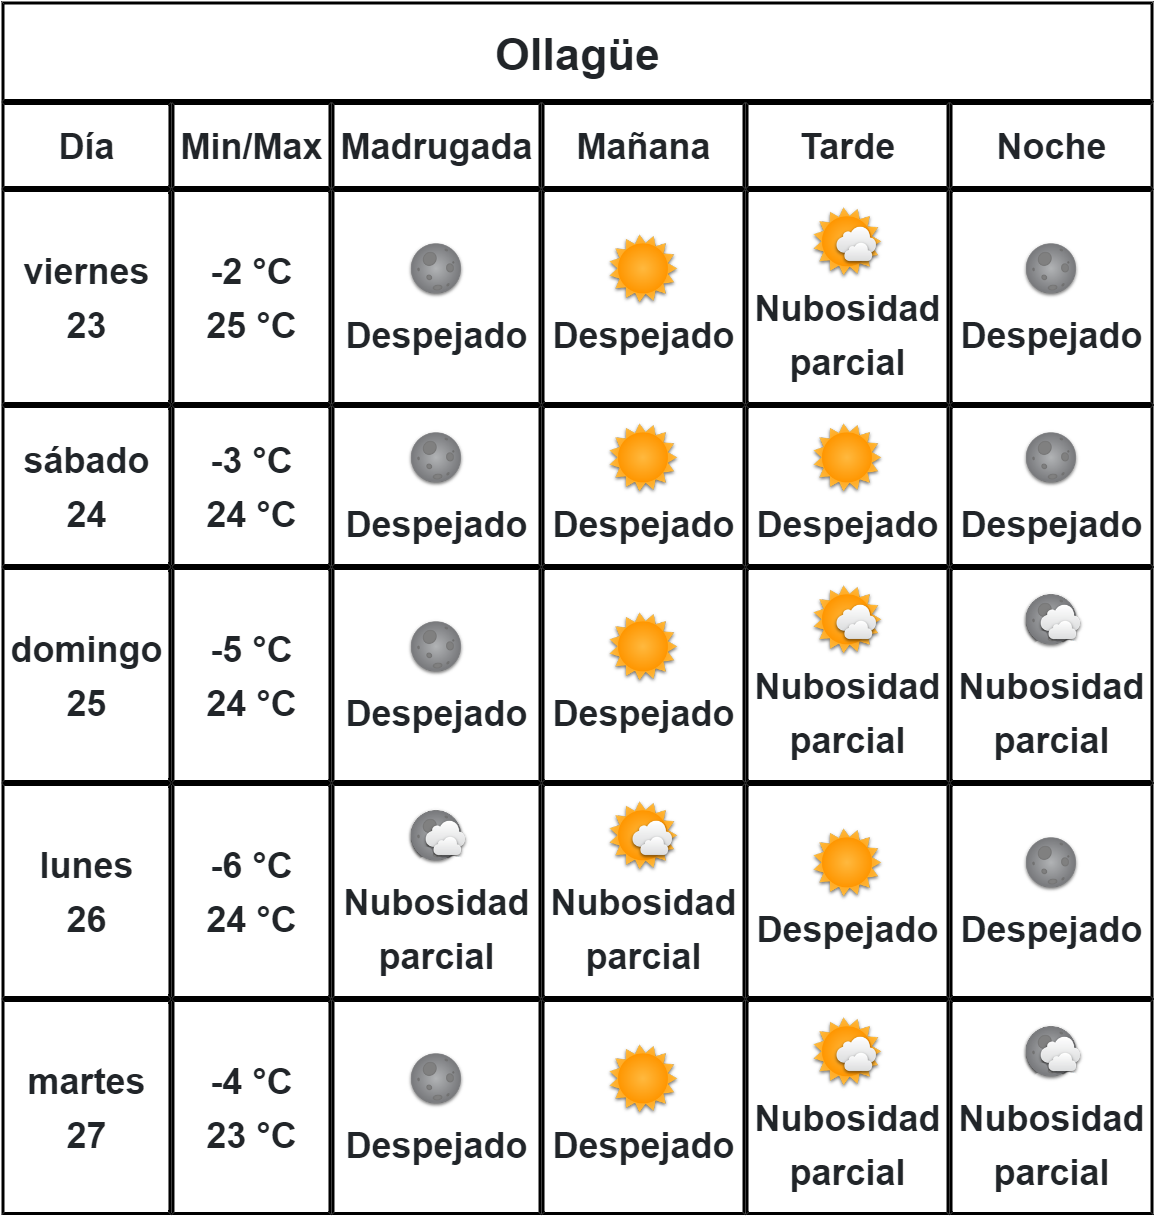 Ollagüe
Día Min/Max Madrugada Mañana Tarde Noche
viernes
23
-2 °C
25 °C
Despejado
Despejado
Nubosidad
parcial
Despejado
sábado
24
-3 °C
24 °C
Despejado
Despejado
Despejado
Despejado
domingo
25
-5 °C
24 °C
Despejado
Despejado
Nubosidad
parcial
Nubosidad
parcial
lunes
26
-6 °C
24 °C
Nubosidad
parcial
Nubosidad
parcial
Despejado
Despejado
martes
27
-4 °C
23 °C
Despejado
Despejado
Nubosidad
parcial
Nubosidad
parcial